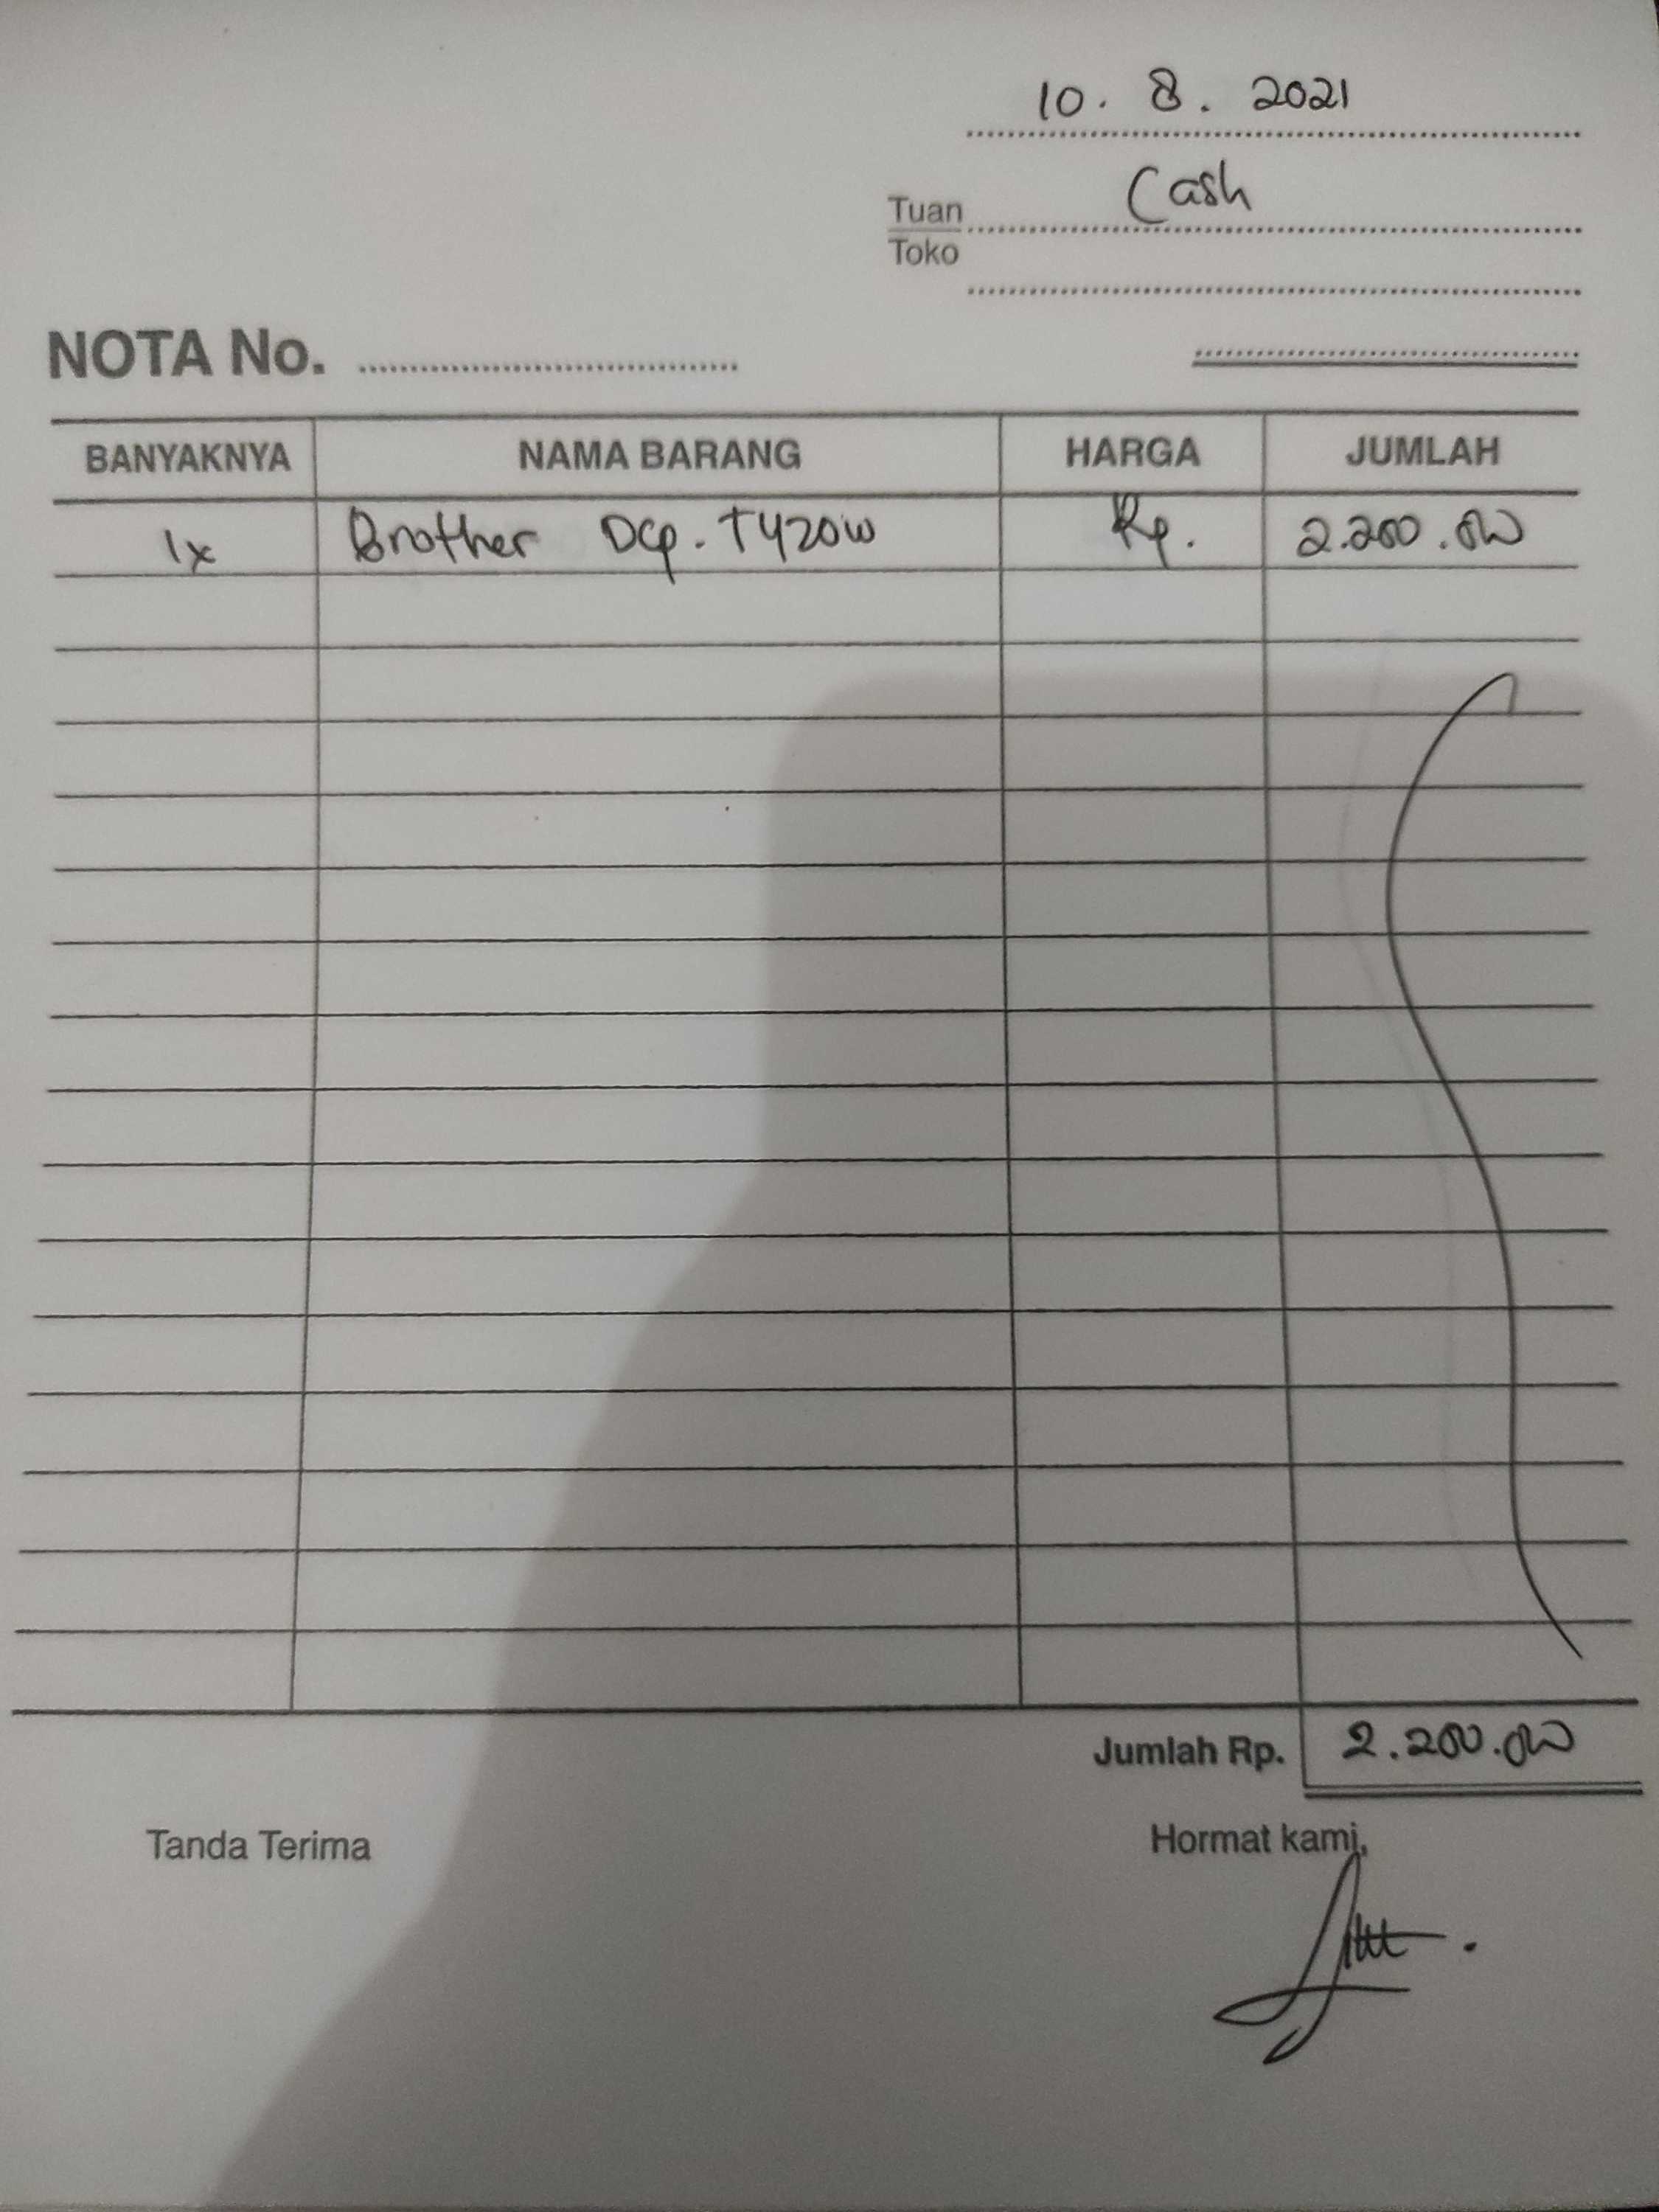 10. 8. 2021
Tuan Cash
Toko
NOTA No.
BANYAKNYA NAMA BARANG HARGA JUMLAH
1x Brother Dcp. T420W Rp. 2.200.000
Jumlah Rp. 2.200.000
Tanda Terima Hormat kami,